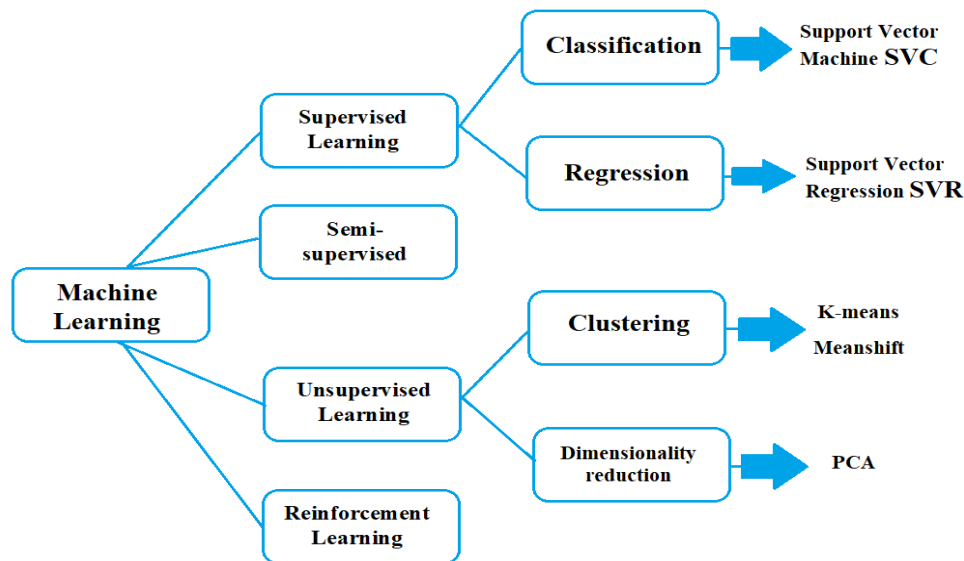 Machine
Learning
Supervised
Learning
Classification
Support Vector
Machine SVC
Regression
Support Vector
Regression SVR
Semi-
supervised
Unsupervised
Learning
Clustering
K-means
Meanshift
Dimensionality
reduction
PCA
Reinforcement
Learning